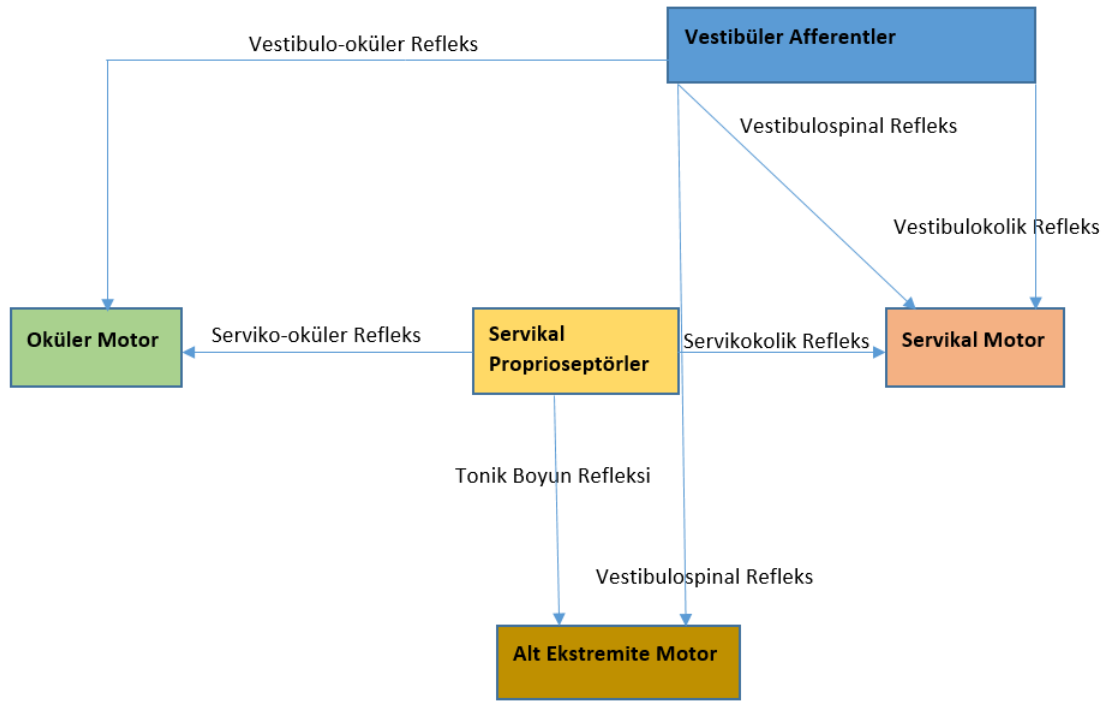 Vestibüler Afferentler
Vestibulo-oküler Refleks
Vestibulospinal Refleks
Vestibulokolik Refleks
Oküler Motor
Serviko-oküler Refleks
Servikal
Proprioseptörler
Servikokolik Refleks
Servikal Motor
Tonik Boyun Refleksi
Vestibulospinal Refleks
Alt Ekstremite Motor